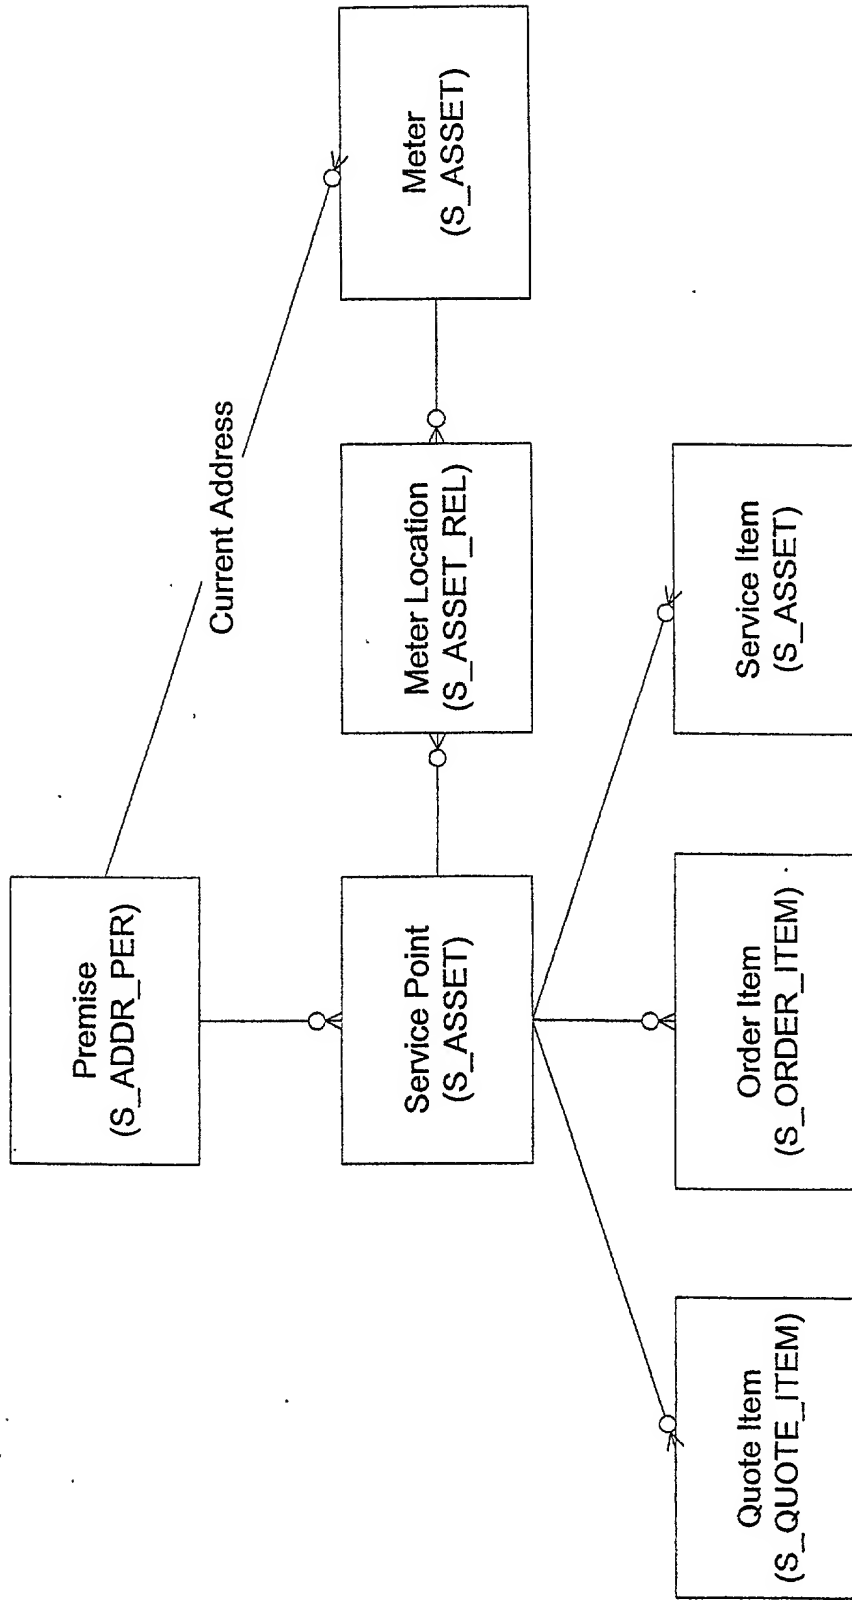 Premise
(S_ADDR_PER)
Current Address
Service Point
(S_ASSET)
Meter Location
(S_ASSET_REL)
Meter
(S_ASSET)
Quote Item
(S_QUOTE_ITEM)
Order Item
(S_ORDER_ITEM)
Service Item
(S_ASSET)